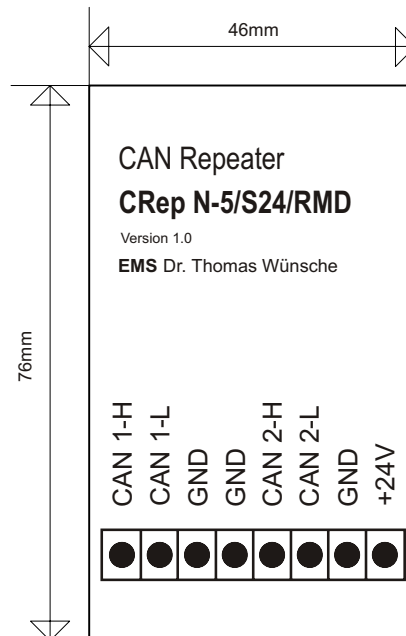 46mm
76mm
CAN Repeater
CRep N-5/S24/RMD
Version 1.0
EMS Dr. Thomas Wünsche
CAN 1-H
CAN 1-L
GND
GND
CAN 2-H
CAN 2-L
GND
+24V